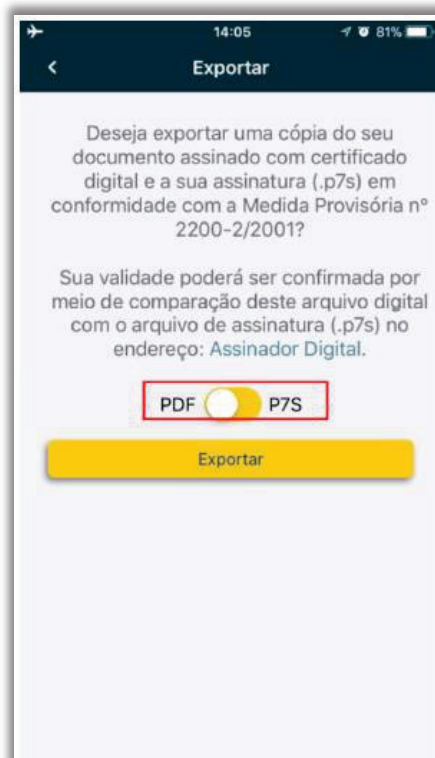 14:05
81%
Exportar
Deseja exportar uma cópia do seu
documento assinado com certificado
digital e a sua assinatura (.p7s) em
conformidade com a Medida Provisória nº
2200-2/2001?
Sua validade poderá ser confirmada por
meio de comparação deste arquivo digital
com o arquivo de assinatura (.p7s) no
endereço: Assinador Digital.
PDF P7S
Exportar